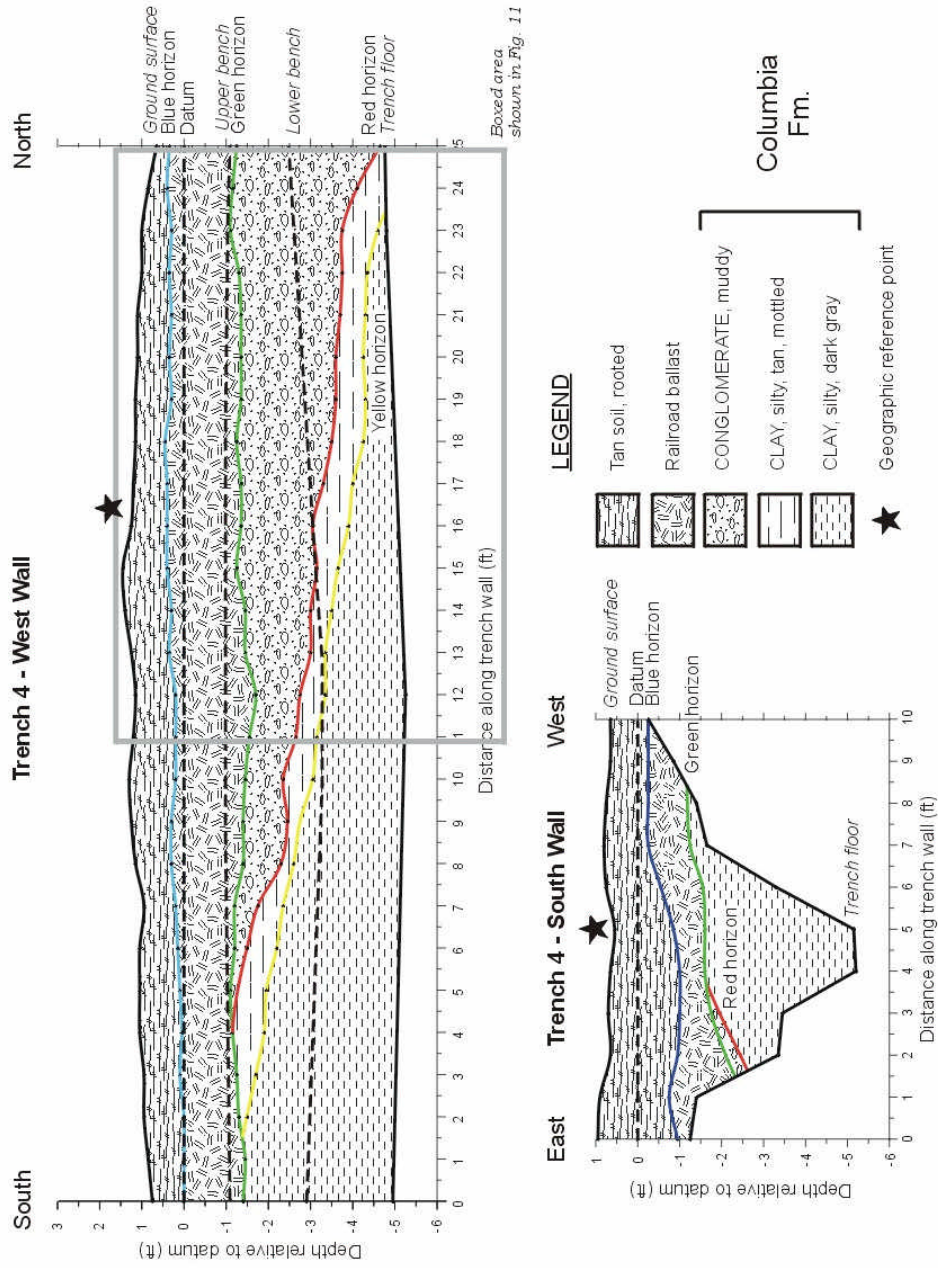 Trench 4 - West Wall
South
North
3
2
1
0
-1
-2
-3
-4
-5
-6
Depth relative to datum (ft)
0 1 2 3 4 5 6 7 8 9 10 1 12 13 14 15 16 17 18 19 20 21 22 23 24 5
Distance along trench wall (ft)
Ground surface
Blue horizon
Datum
Upper bench
Green horizon
Lower bench
Red horizon
Trench floor
Yellow horizon
Boxed area
shown in Fig. 11
Trench 4 - South Wall
East
West
1
0
-1
-2
-3
-4
-5
-6
Depth relative to datum (ft)
0 1 2 3 4 5 6 7 8 9 10
Distance along trench wall (ft)
Ground surface
Datum
Blue horizon
Green horizon
Red horizon
Trench floor
LEGEND
Tan soil, rooted
Railroad ballast
CONGLOMERATE, muddy
CLAY, silty, tan, mottled
CLAY, silty, dark gray
Geographic reference point
Columbia
Fm.